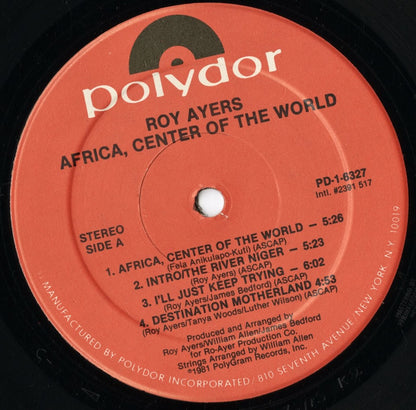 polydor
ROY AYERS
AFRICA, CENTER OF THE WORLD
PD-1-6327
Intl. #2391 517
STEREO
SIDE A
1. AFRICA, CENTER OF THE WORLD – 5:26
(Fela Anikulapo-Kuti) (ASCAP)
2. INTRO/THE RIVER NIGER – 5:23
(Roy Ayers) (ASCAP)
3. I'LL JUST KEEP TRYING – 6:02
(Roy Ayers/James Bedford) (ASCAP)
4. DESTINATION MOTHERLAND 4:53
(Roy Ayers/Tanya Woods/Luther Wilson) (ASCAP)
Produced and Arranged by
Roy Ayers/William Allen/James Bedford
for Ro-Ayer Production Co.
Strings Arranged by William Allen
℗1981 PolyGram Records, Inc.
MANUFACTURED BY POLYDOR INCORPORATED / 810 SEVENTH AVENUE / NEW YORK, N.Y. 10019